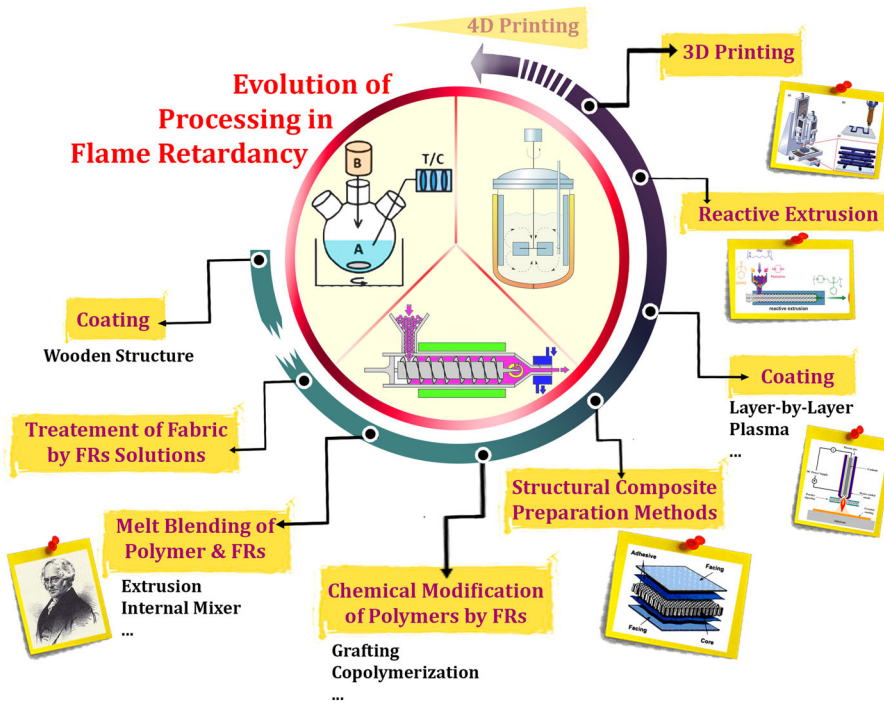 4D Printing
3D Printing
Evolution of
Processing in
Flame Retardancy
B
T/C
A
Reactive Extrusion
reactive extrusion
Coating
Wooden Structure
Coating
Layer-by-Layer
Plasma
...
Treatement of Fabric
by FRs Solutions
Structural Composite
Preparation Methods
Melt Blending of
Polymer & FRs
Extrusion
Internal Mixer
...
Chemical Modification
of Polymers by FRs
Grafting
Copolymerization
...
Adhesive
Facing
Facing
Core